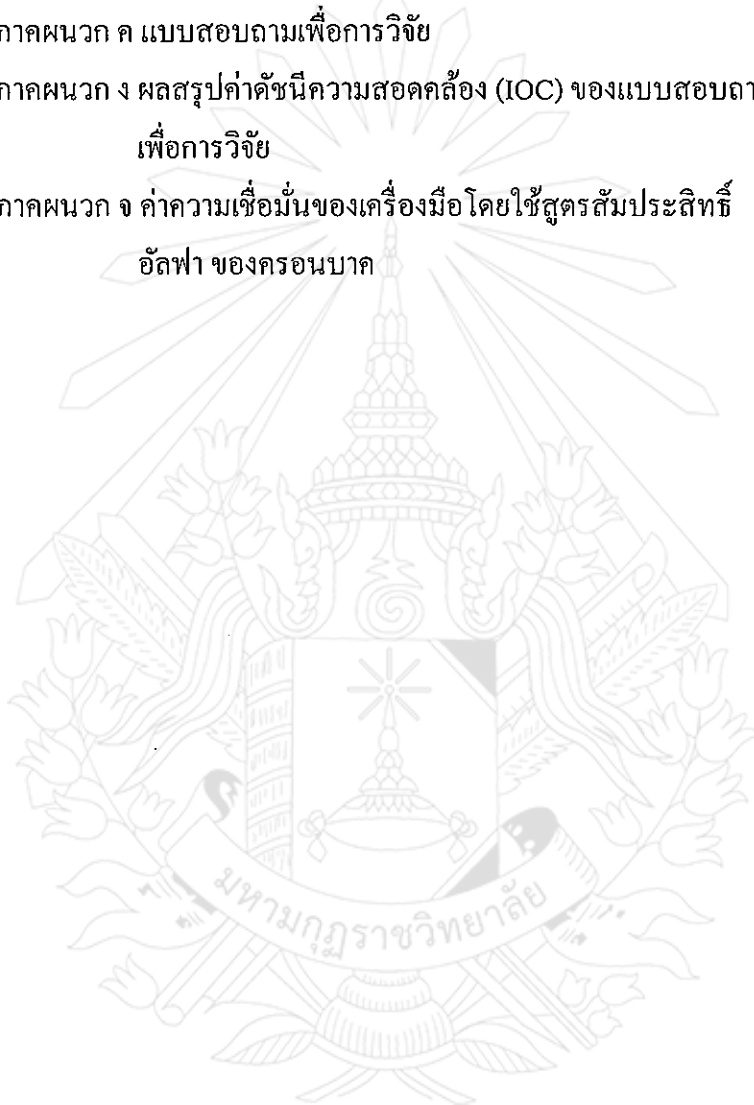 ภาคผนวก ค แบบสอบถามเพื่อการวิจัย
ภาคผนวก ง ผลสรุปค่าดัชนีความสอดคล้อง (IOC) ของแบบสอบถา
เพื่อการวิจัย
ภาคผนวก จ ค่าความเชื่อมั่นของเครื่องมือโดยใช้สูตรสัมประสิทธิ์
อัลฟา ของครอนบาค
มหามกุฏราชวิทยาลัย